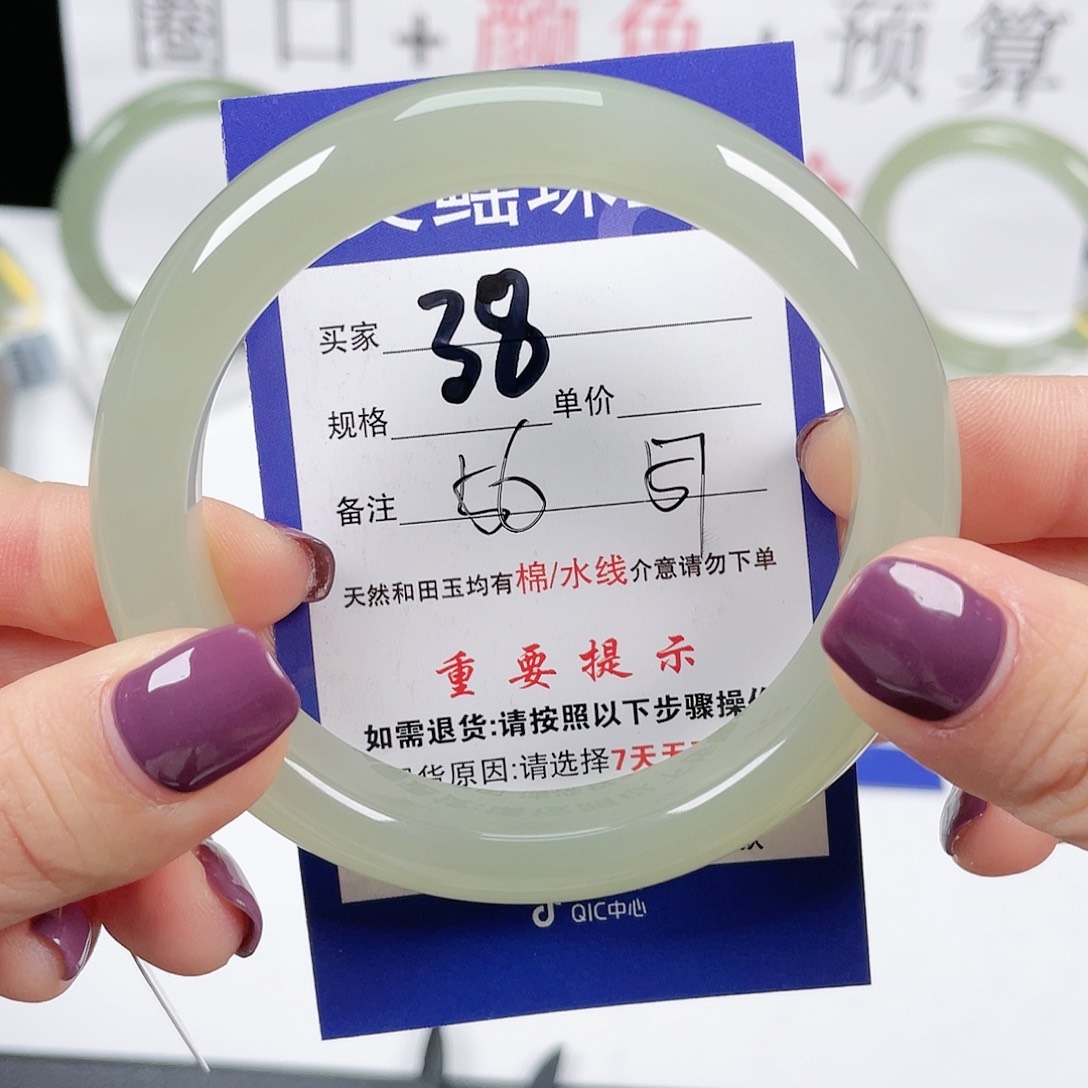 圈口+颜色+预算
买家 38
规格 单价
备注 56
天然和田玉均有棉/水线介意请勿下单
重要提示
如需退货:请按照以下步骤操作
货原因:请选择7天无
QIC中心